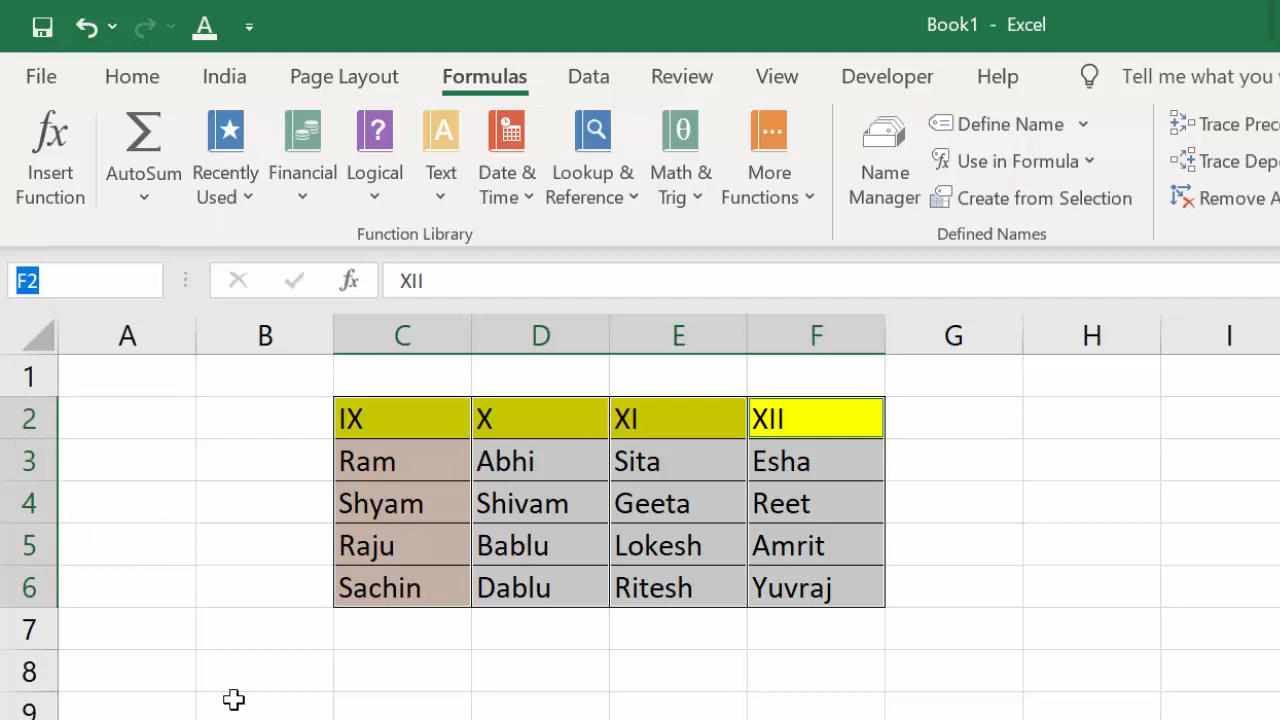 Book1 - Excel
File Home India Page Layout Formulas Data Review View Developer Help Tell me what you
Insert Function
AutoSum
Recently Used
Financial
Logical
Text
Date & Time
Lookup & Reference
Math & Trig
More Functions
Function Library
Name Manager
Define Name
Use in Formula
Create from Selection
Defined Names
Trace Prec
Trace Depe
Remove A
F2 fx XII
A B C D E F G H I
1
2 IX X XI XII
3 Ram Abhi Sita Esha
4 Shyam Shivam Geeta Reet
5 Raju Bablu Lokesh Amrit
6 Sachin Dablu Ritesh Yuvraj
7
8
9